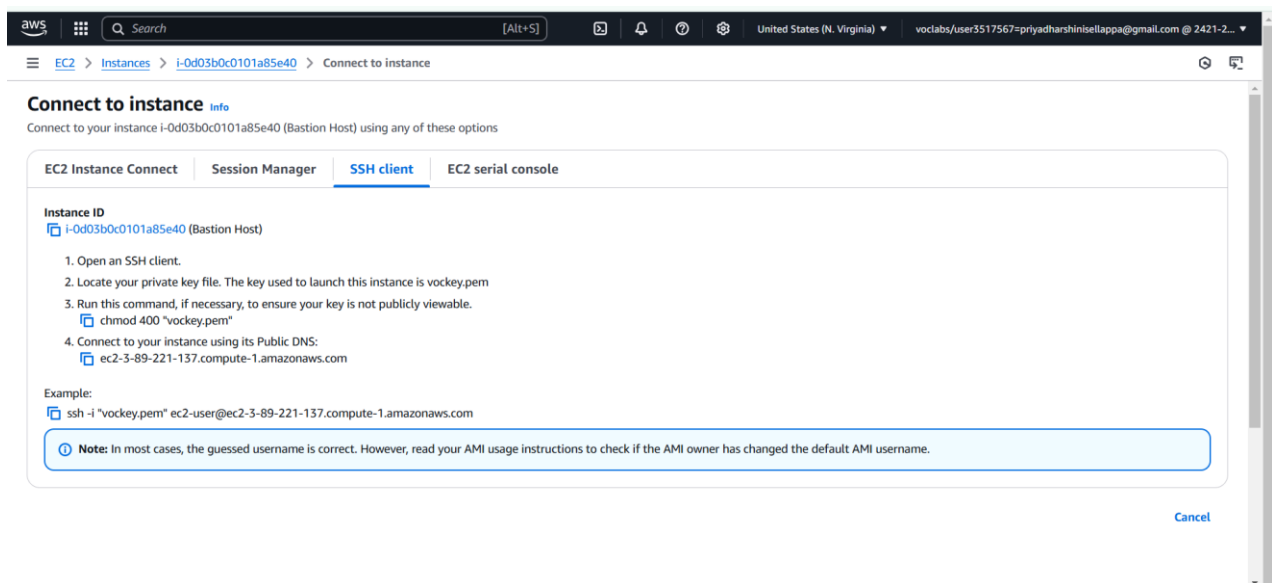 aws
Search
[Alt+S]
United States (N. Virginia)
voclabs/user3517567=priyadharshinisellappa@gmail.com @ 2421-2...
EC2 > Instances > i-0d03b0c0101a85e40 > Connect to instance
Connect to instance Info
Connect to your instance i-0d03b0c0101a85e40 (Bastion Host) using any of these options
EC2 Instance Connect
Session Manager
SSH client
EC2 serial console
Instance ID
i-0d03b0c0101a85e40 (Bastion Host)
1. Open an SSH client.
2. Locate your private key file. The key used to launch this instance is vockey.pem
3. Run this command, if necessary, to ensure your key is not publicly viewable.
chmod 400 "vockey.pem"
4. Connect to your instance using its Public DNS:
ec2-3-89-221-137.compute-1.amazonaws.com
Example:
ssh -i "vockey.pem" ec2-user@ec2-3-89-221-137.compute-1.amazonaws.com
Note: In most cases, the guessed username is correct. However, read your AMI usage instructions to check if the AMI owner has changed the default AMI username.
Cancel